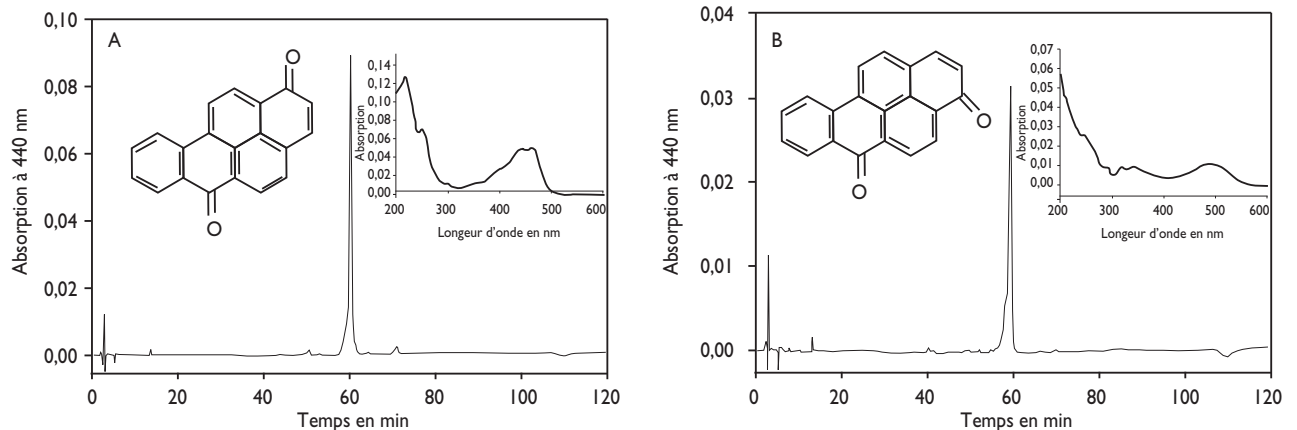 A
Absorption à 440 nm
0,10
0,08
0,06
0,04
0,02
0,00
0 20 40 60 80 100 120
Temps en min
O
O
Absorption
0,14
0,12
0,10
0,08
0,06
0,04
0,02
0,00
200 300 400 500 600
Longeur d'onde en nm
B
Absorption à 440 nm
0,04
0,03
0,02
0,01
0,00
0 20 40 60 80 100 120
Temps en min
O
O
Absorption
0,07
0,06
0,05
0,04
0,03
0,02
0,01
0,00
200 300 400 500 600
Longeur d'onde en nm